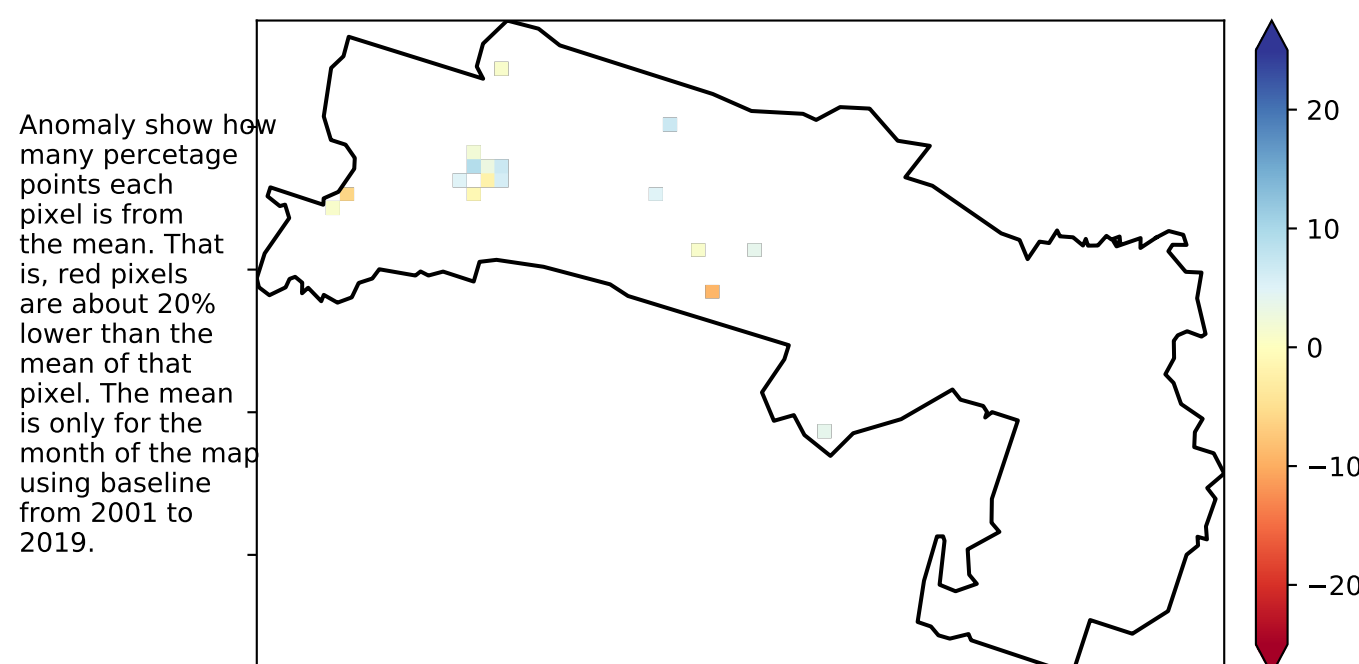 Anomaly show how
many percetage
points each
pixel is from
the mean. That
is, red pixels
are about 20%
lower than the
mean of that
pixel. The mean
is only for the
month of the map
using baseline
from 2001 to
2019.
20
10
0
−10
−20